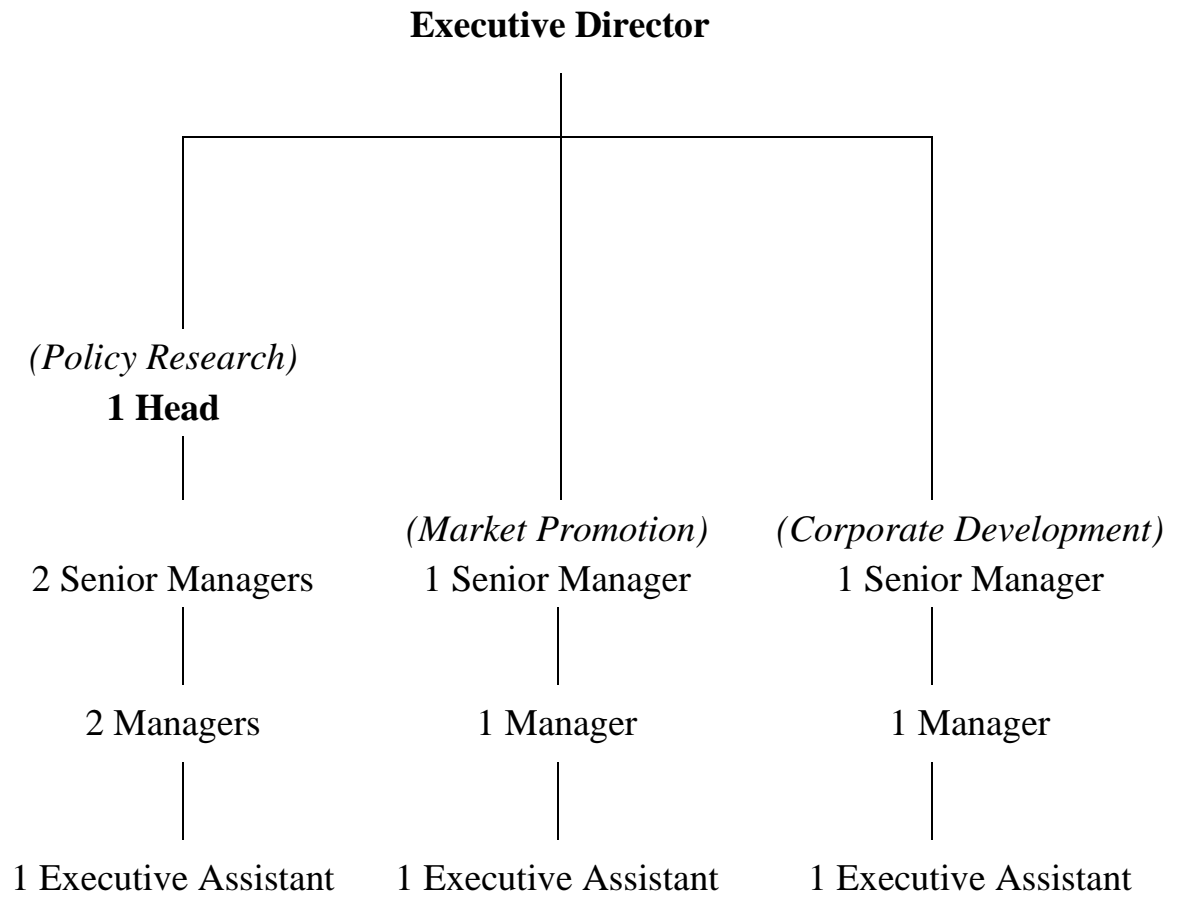 Executive Director
(Policy Research)
1 Head
(Market Promotion)
(Corporate Development)
2 Senior Managers
1 Senior Manager
1 Senior Manager
2 Managers
1 Manager
1 Manager
1 Executive Assistant
1 Executive Assistant
1 Executive Assistant